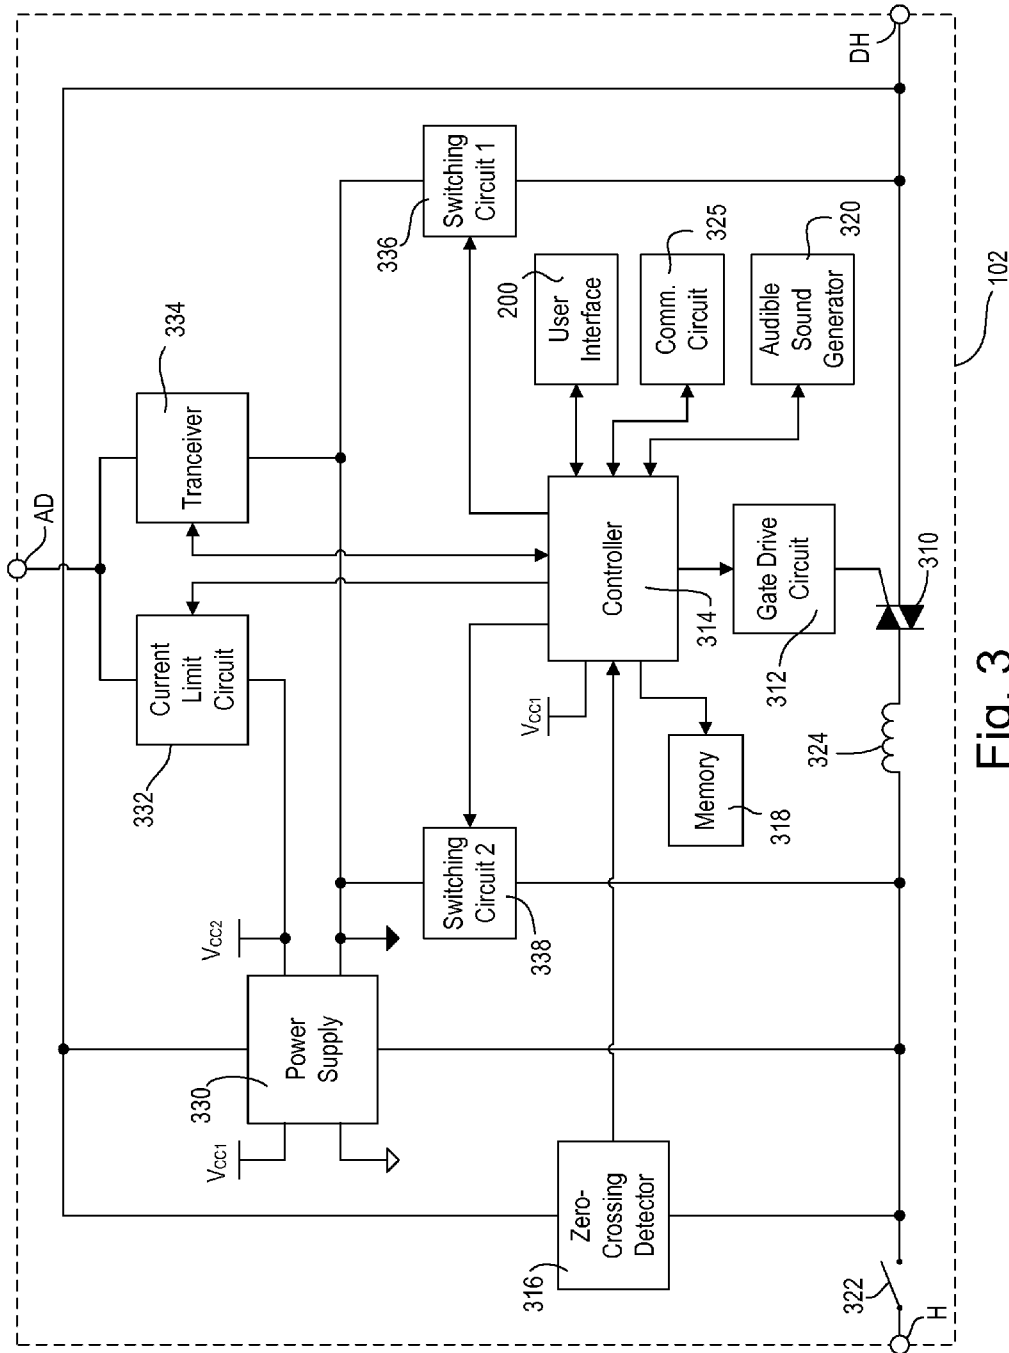 AD
332
Current
Limit
Circuit
Tranceiver
334
VCC1
330
Power
Supply
VCC2
336
Switching
Circuit 1
Switching
Circuit 2
338
200
User
Interface
VCC1
316
Zero-
Crossing
Detector
Controller
314
Comm.
Circuit
325
Memory
318
Gate Drive
Circuit
312
Audible
Sound
Generator
320
322
324
310
H
DH
102
Fig. 3